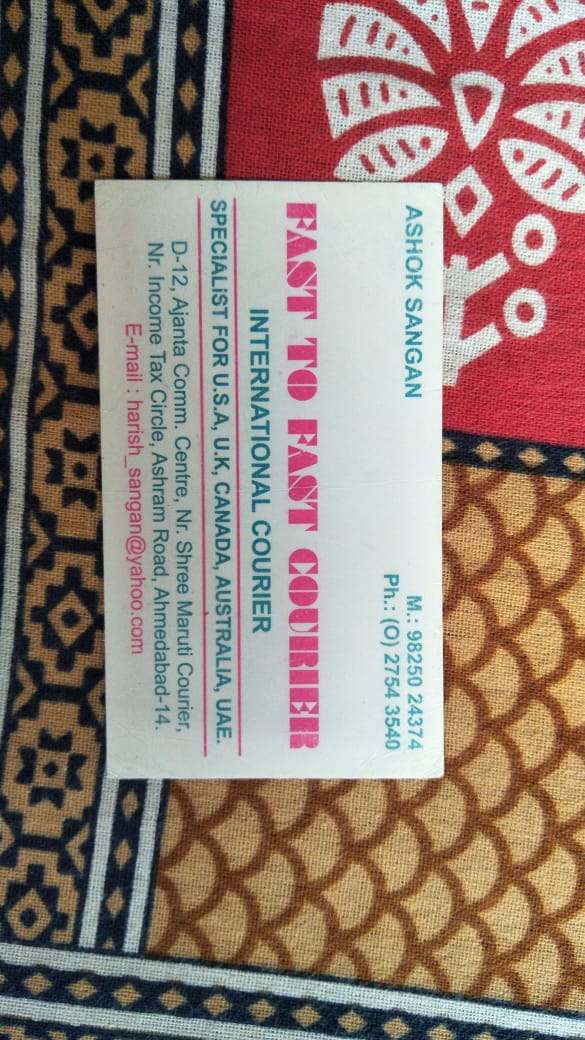 ASHOK SANGAN
M.: 98250 24374
Ph.: (O) 2754 3540
FAST TO FAST COURIER
INTERNATIONAL COURIER
SPECIALiST FOR U.S.A, U.K, CANADA, AUSTRALIA, UAE.
D-12, Ajanta Comm. Centre, Nr. Shree Maruti Courier,
Nr. Income Tax Circle, Ashram Road, Ahmedabad-14.
E-mail : harish_sangan@yahoo.com